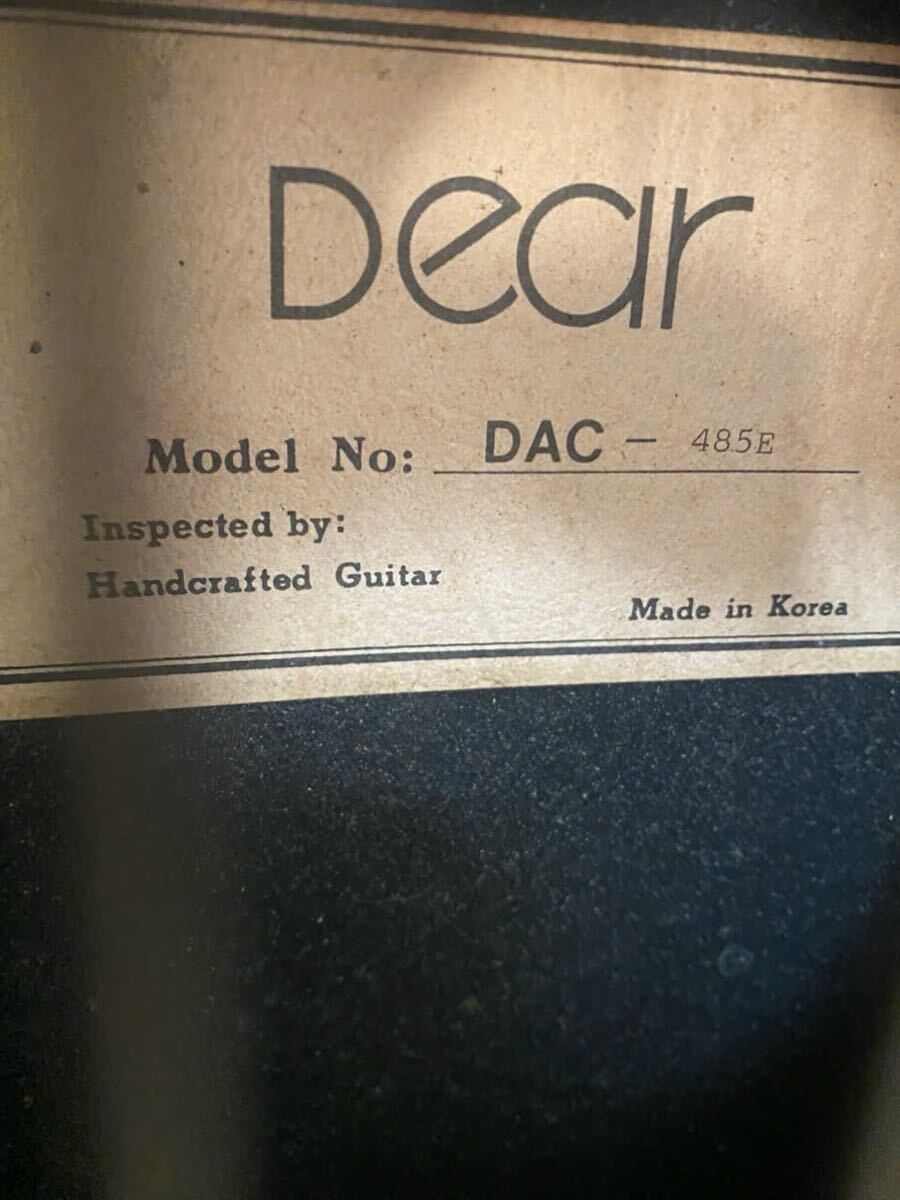 Dear
Model No: DAC - 485E
Inspected by:
Handcrafted Guitar
Made in Korea